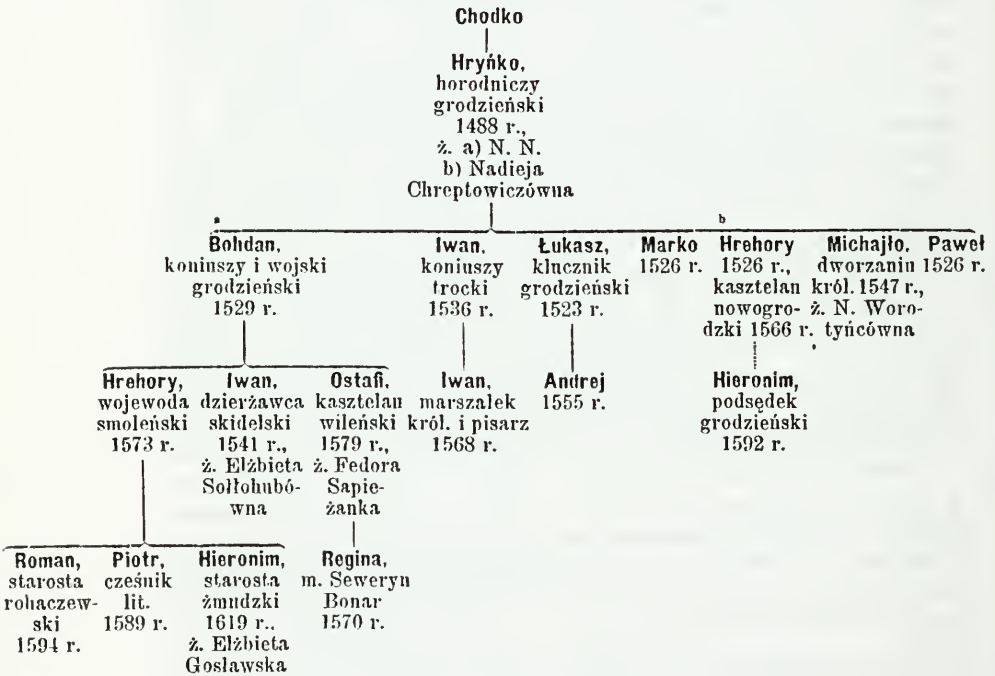 Chodko
Hryńko,
horodniczy
grodzieński
1488 r.,
ż. a) N. N.
b) Nadieja
Chreptowiczówna
a
b
Bohdan,
koniuszy i wojski
grodzieński
1529 r.
Iwan,
koniuszy
trocki
1536 r.
Łukasz,
klucznik
grodzieński
1523 r.
Marko
1526 r.
Hrehory
1526 r.,
kasztelan
nowogro-
dzki 1566 r.
Michajło,
dworzanin
król. 1547 r.,
ż. N. Woro-
tyńcówna
Paweł
1526 r.
Hrehory,
wojewoda
smoleński
1573 r.
Iwan,
dzierżawca
skidelski
1541 r.,
ż. Elżbieta
Sołłohubó-
wna
Ostafi,
kasztelan
wileński
1579 r.,
ż. Fedora
Sapie-
żanka
Iwan,
marszałek
król. i pisarz
1568 r.
Andrej
1555 r.
Hieronim,
podsędek
grodzieński
1592 r.
Roman,
starosta
rohaczew-
ski
1594 r.
Piotr,
cześnik
lit.
1589 r.
Hieronim,
starosta
żmudzki
1619 r.,
ż. Elżbieta
Gosławska
Regina,
m. Seweryn
Bonar
1570 r.